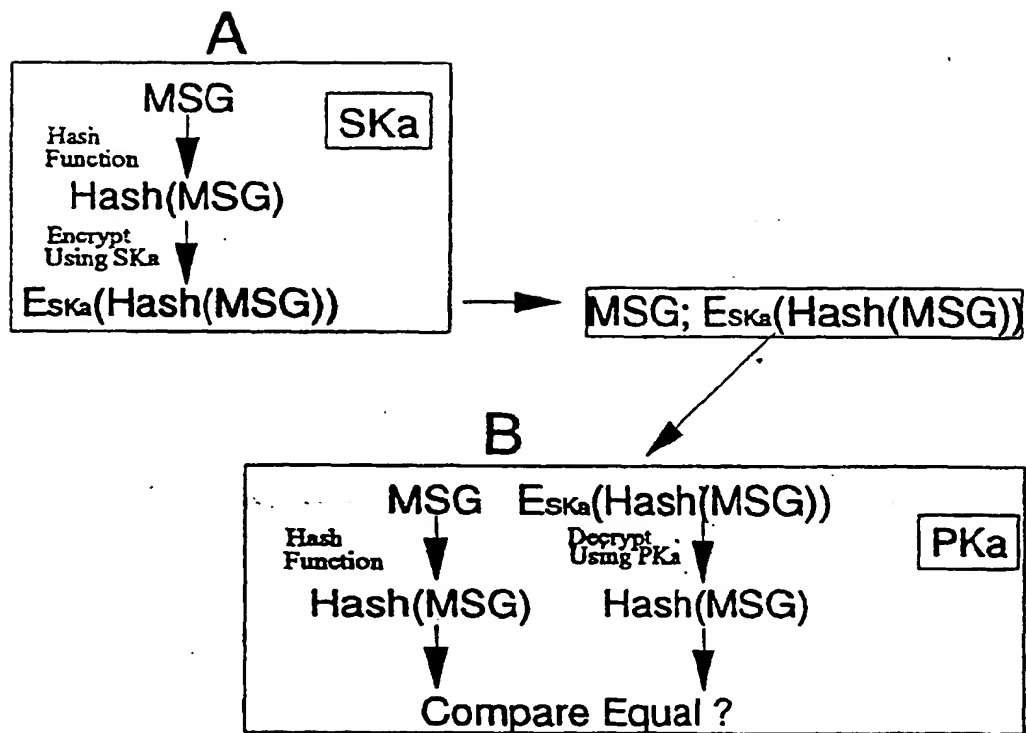 A
MSG
SKa
Hash
Function
Hash(MSG)
Encrypt
Using SKa
ESKa(Hash(MSG))
MSG; ESKa(Hash(MSG))
B
MSG ESKa(Hash(MSG))
Hash
Function
Decrypt
Using PKa
PKa
Hash(MSG) Hash(MSG)
Compare Equal ?